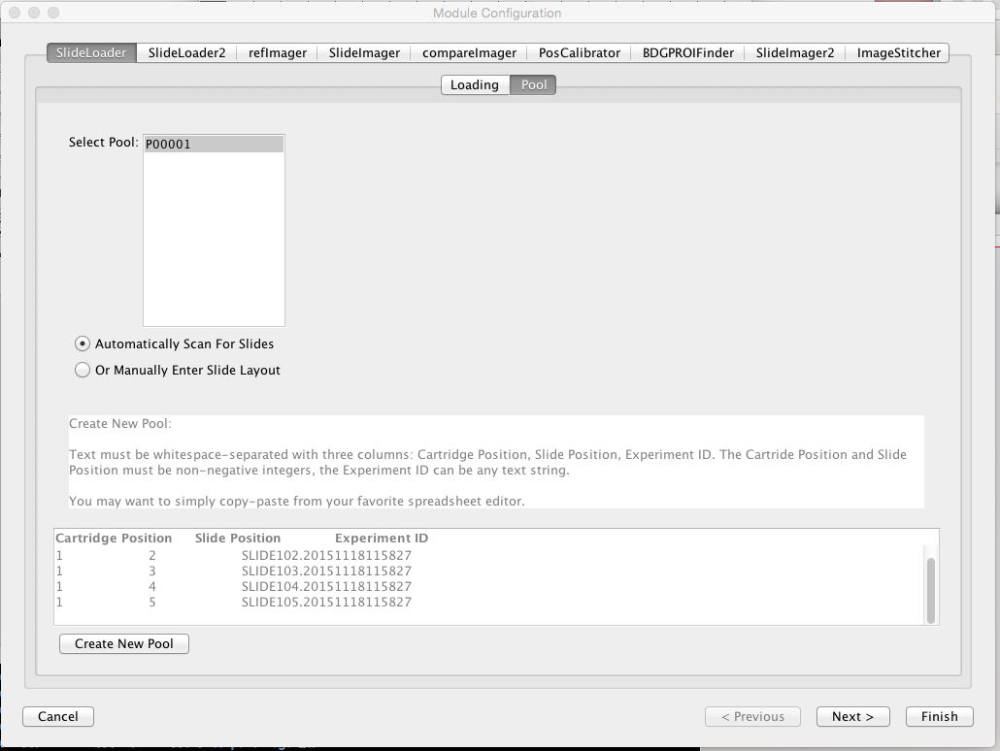 Module Configuration
SlideLoader SlideLoader2 refImager SlideImager compareImager PosCalibrator BDGPROIFinder SlideImager2 ImageStitcher
Loading Pool
Select Pool: P00001
Automatically Scan For Slides
Or Manually Enter Slide Layout
Create New Pool:
Text must be whitespace-separated with three columns: Cartridge Position, Slide Position, Experiment ID. The Cartride Position and Slide
Position must be non-negative integers, the Experiment ID can be any text string.
You may want to simply copy-paste from your favorite spreadsheet editor.
Cartridge Position Slide Position Experiment ID
1 2 SLIDE102.20151118115827
1 3 SLIDE103.20151118115827
1 4 SLIDE104.20151118115827
1 5 SLIDE105.20151118115827
Create New Pool
Cancel < Previous Next > Finish